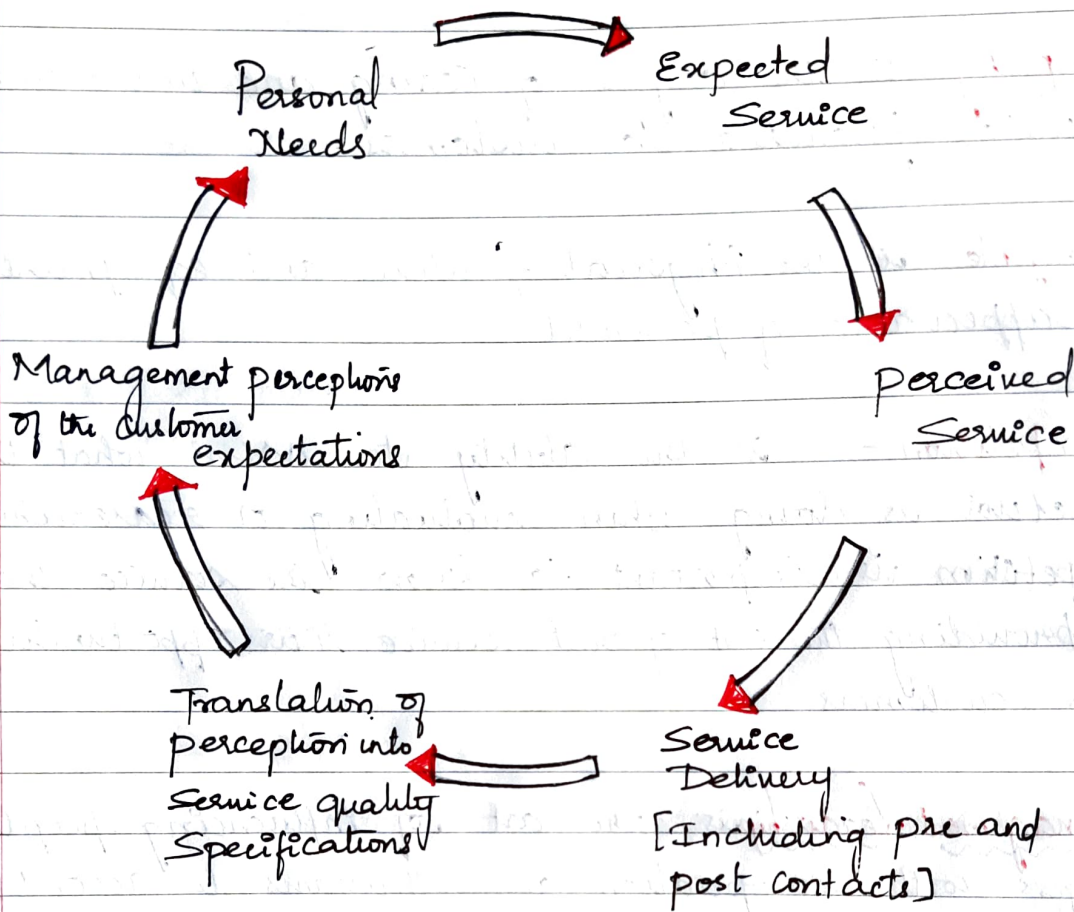 Personal
Needs
Expected
Service
Perceived
Service
Service
Delivery
[Including pre and
post contacts]
Translation of
perception into
Service quality
Specifications
Management perceptions
of the customer
expectations